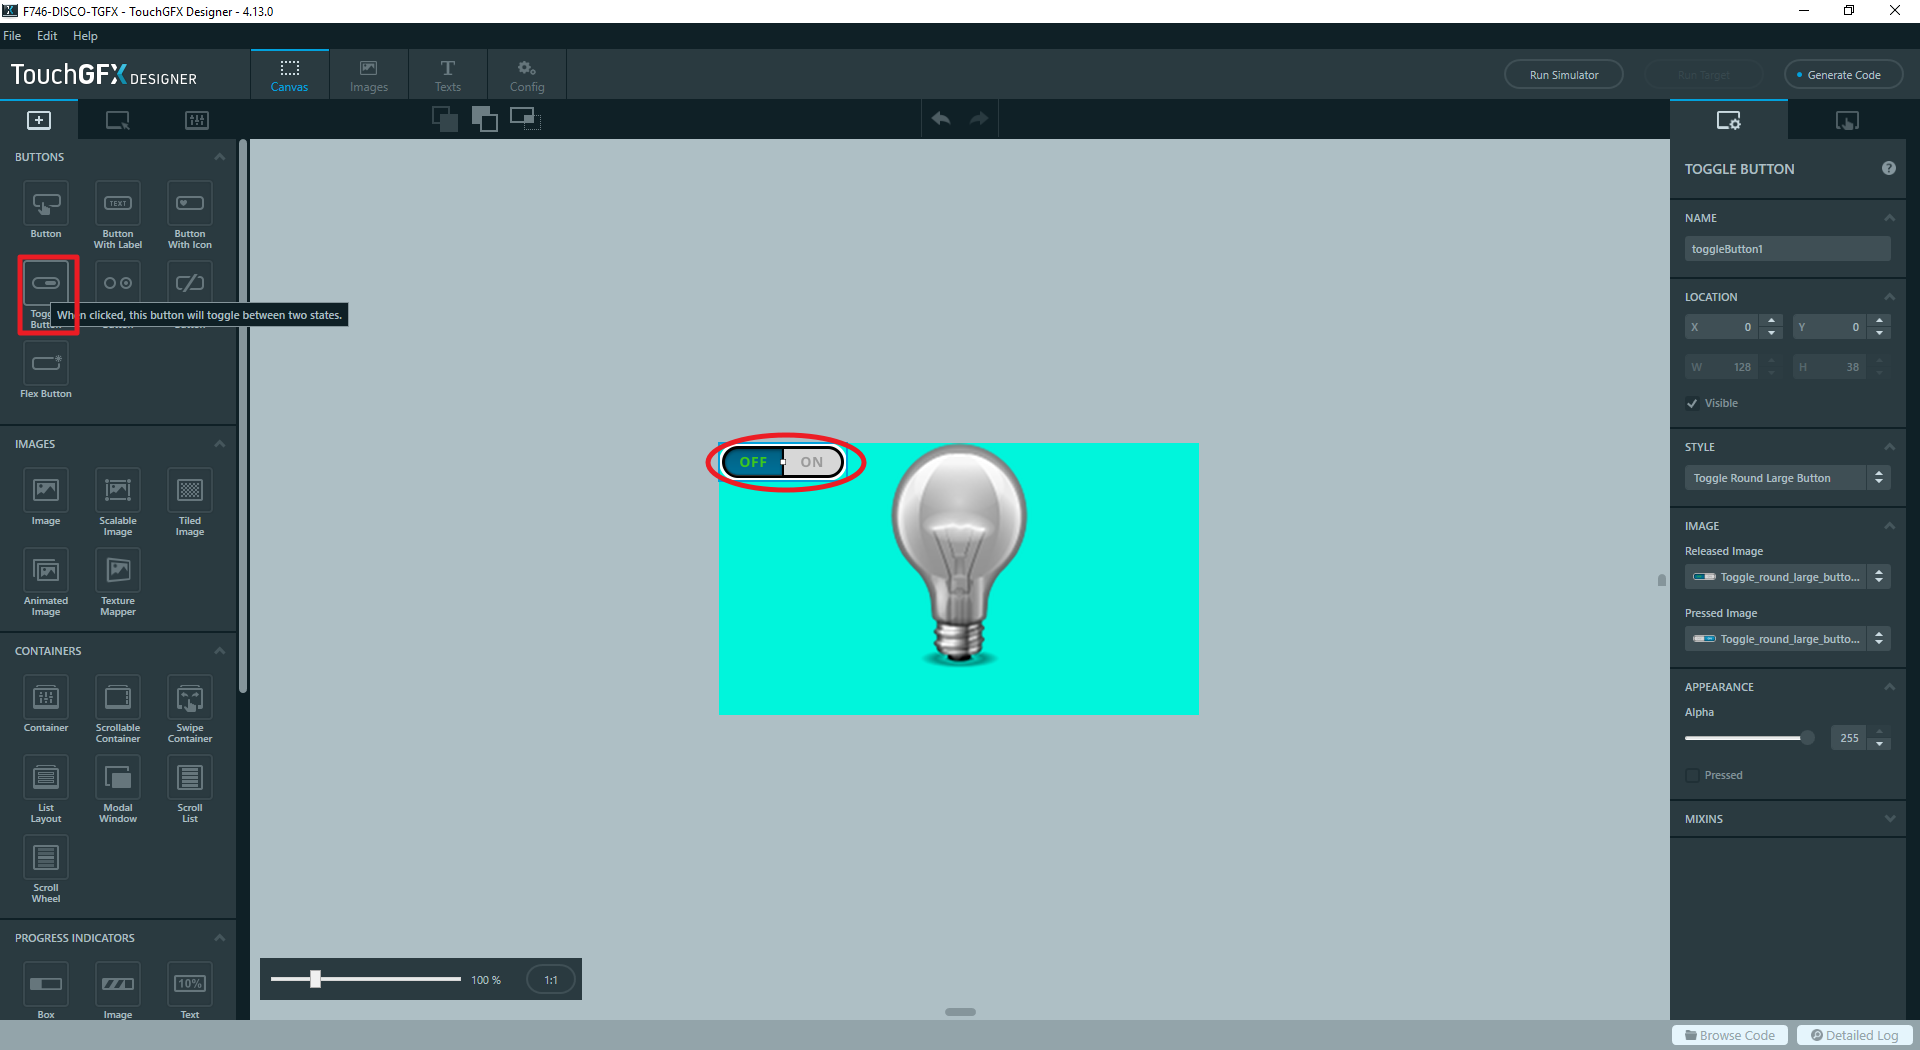 F746-DISCO-TGFX - TouchGFX Designer - 4.13.0
File Edit Help
TouchGFX DESIGNER
Canvas Images Texts Config
Run Simulator Run Target Generate Code
BUTTONS
Button
Button With Label
TEXT
Button With Icon
When clicked, this button will toggle between two states.
Flex Button
IMAGES
Image
Scalable Image
Tiled Image
Animated Image
Texture Mapper
CONTAINERS
Container
Scrollable Container
Swipe Container
List Layout
Modal Window
Scroll List
Scroll Wheel
PROGRESS INDICATORS
Box
Image
10%
Text
OFF ON
100 %
1:1
TOGGLE BUTTON
NAME
toggleButton1
LOCATION
X 0 Y 0
W 128 H 38
Visible
STYLE
Toggle Round Large Button
IMAGE
Released Image
Toggle_round_large_butto...
Pressed Image
Toggle_round_large_butto...
APPEARANCE
Alpha
255
Pressed
MIXINS
Browse Code Detailed Log